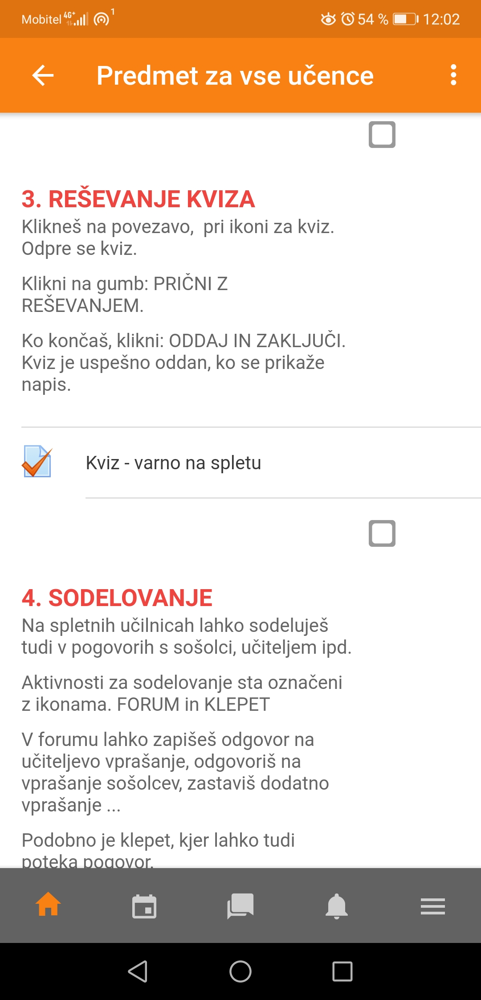 Mobitel 4G+ 1 54 % 12:02
Predmet za vse učence
3. REŠEVANJE KVIZA
Klikneš na povezavo,  pri ikoni za kviz.
Odpre se kviz.
Klikni na gumb: PRIČNI Z
REŠEVANJEM.
Ko končaš, klikni: ODDAJ IN ZAKLJUČI.
Kviz je uspešno oddan, ko se prikaže
napis.
Kviz - varno na spletu
4. SODELOVANJE
Na spletnih učilnicah lahko sodeluješ
tudi v pogovorih s sošolci, učiteljem ipd.
Aktivnosti za sodelovanje sta označeni
z ikonama. FORUM in KLEPET
V forumu lahko zapišeš odgovor na
učiteljevo vprašanje, odgovoriš na
vprašanje sošolcev, zastaviš dodatno
vprašanje ...
Podobno je klepet, kjer lahko tudi
poteka pogovor.